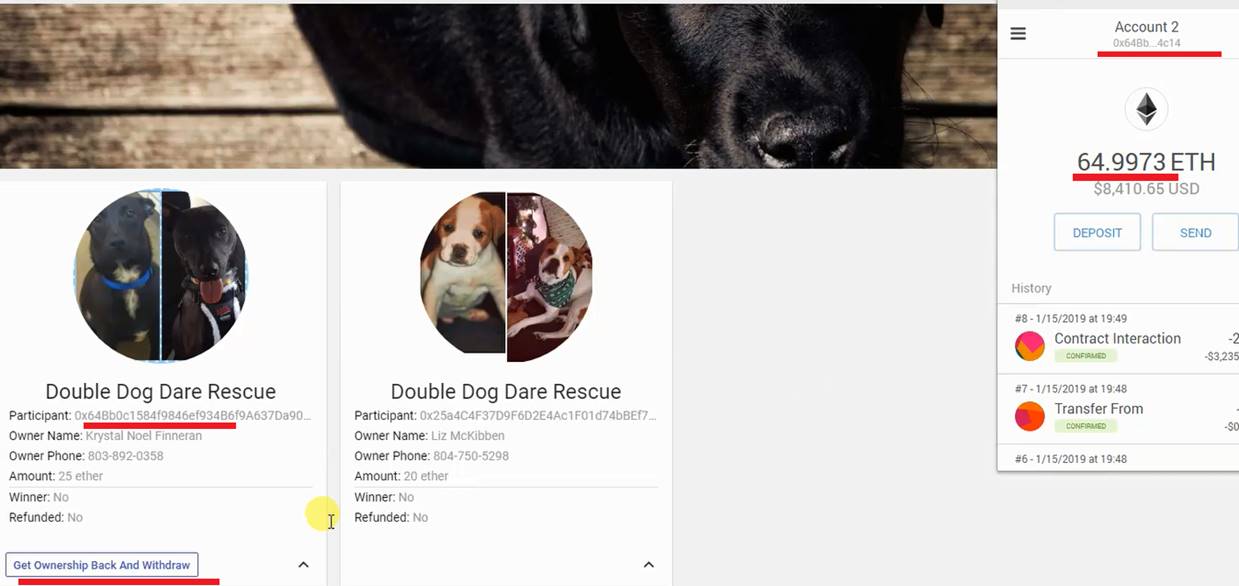 Double Dog Dare Rescue
Participant: 0x64Bb0c1584f9846ef934B6f9A637Da90...
Owner Name: Krystal Noel Finneran
Owner Phone: 803-892-0358
Amount: 25 ether
Winner: No
Refunded: No
Get Ownership Back And Withdraw
Double Dog Dare Rescue
Participant: 0x25a4C4F37D9F6D2E4Ac1F01d74bBEf7...
Owner Name: Liz McKibben
Owner Phone: 804-750-5298
Amount: 20 ether
Winner: No
Refunded: No
Account 2
0x64Bb...4c14
64.9973 ETH
$8,410.65 USD
DEPOSIT
SEND
History
#8 - 1/15/2019 at 19:49
Contract Interaction -2
CONFIRMED -$3,235
#7 - 1/15/2019 at 19:48
Transfer From -
CONFIRMED -$0
#6 - 1/15/2019 at 19:48